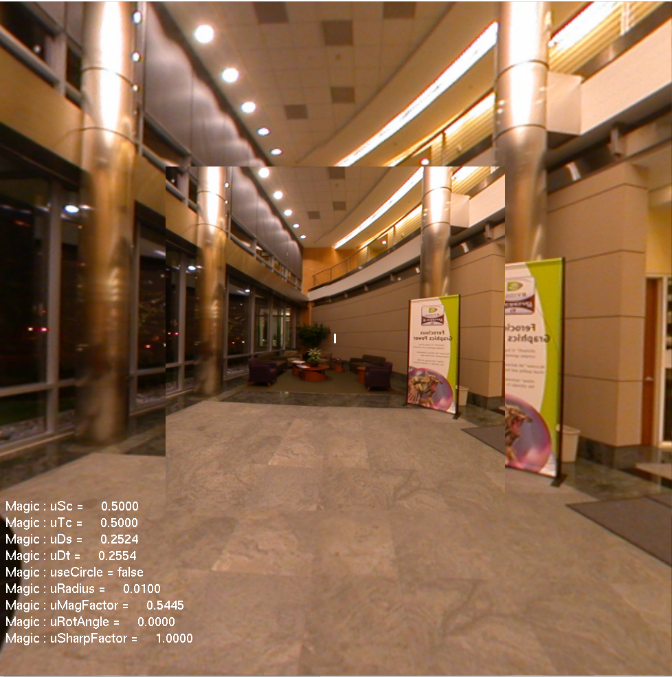 Ferocious
Graphics Power
Magic : uSc = 0.5000
Magic : uTc = 0.5000
Magic : uDs = 0.2524
Magic : uDt = 0.2554
Magic : useCircle = false
Magic : uRadius = 0.0100
Magic : uMagFactor = 0.5445
Magic : uRotAngle = 0.0000
Magic : uSharpFactor = 1.0000